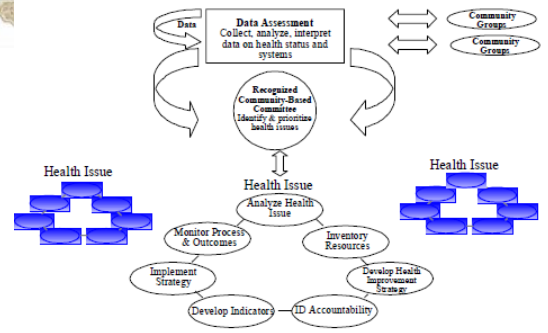 Data
Data Assessment
Collect, analyze, interpret
data on health status and
systems
Community
Groups
Community
Groups
Recognized
Community-Based
Committee
Identify & prioritize
health issues
Health Issue
Health Issue
Health Issue
Analyze Health
Issue
Monitor Process
& Outcomes
Inventory
Resources
Implement
Strategy
Develop Health
Improvement
Strategy
Develop Indicators
ID Accountability